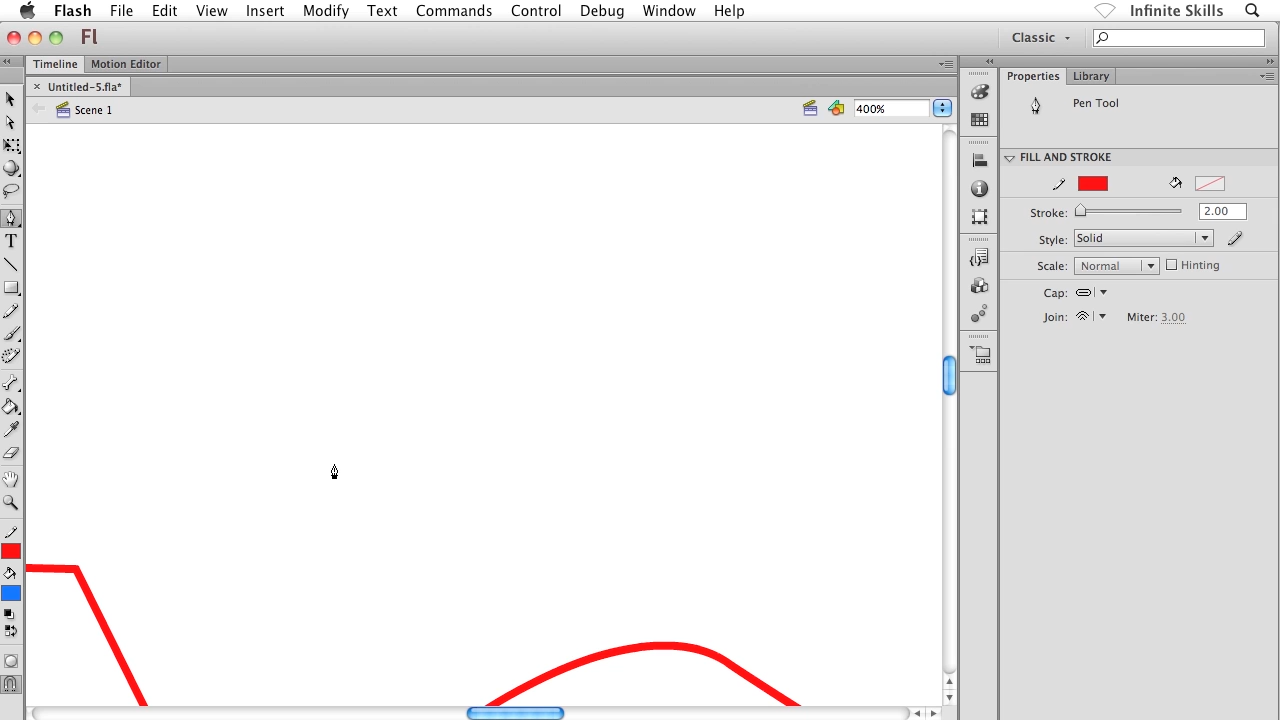 Flash File Edit View Insert Modify Text Commands Control Debug Window Help Infinite Skills
Fl Classic
Timeline Motion Editor
Properties Library
× Untitled-5.fla*
Scene 1
400%
Pen Tool
FILL AND STROKE
Stroke: 2.00
Style: Solid
Scale: Normal Hinting
Cap:
Join: Miter: 3.00
T